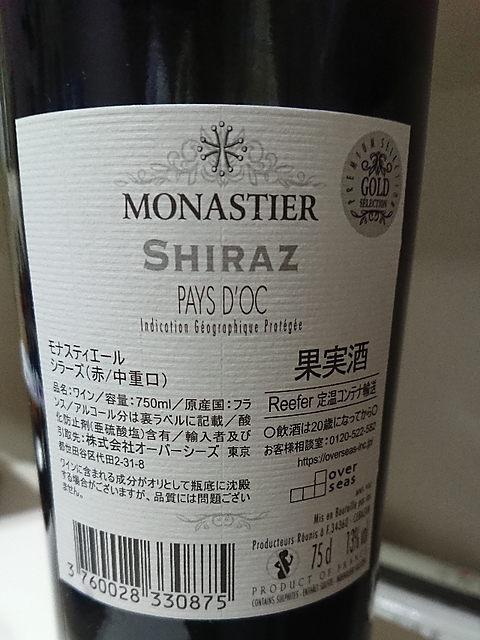 PREMIUM SELECTION
GOLD
SÉLECTION
MONASTIER
SHIRAZ
PAYS D'OC
Indication Géographique Protégée
モナスティエール
シラーズ(赤/中重口)
品名:ワイン/容量:750ml/原産国:フラ
ンス/アルコール分は裏ラベルに記載/酸
化防止剤(亜硫酸塩)含有/輸入者及び
引取先:株式会社オーバーシーズ 東京
都世田谷区代田2-31-8
ワインに含まれる成分がオリとして瓶底に沈殿
する場合がございますが、品質には問題ござい
ません。
果実酒
Reefer 定温コンテナ輸送
○飲酒は20歳になってから○
お客様相談室:0120-522-582
https://overseas-inc.jp
over
seas
Mis en Bouteille par
Producteurs Réunis à F.34360
75cl 13% vol
PRODUCT OF FRANCE
CONTAINS SULPHITES
3 760028 330875